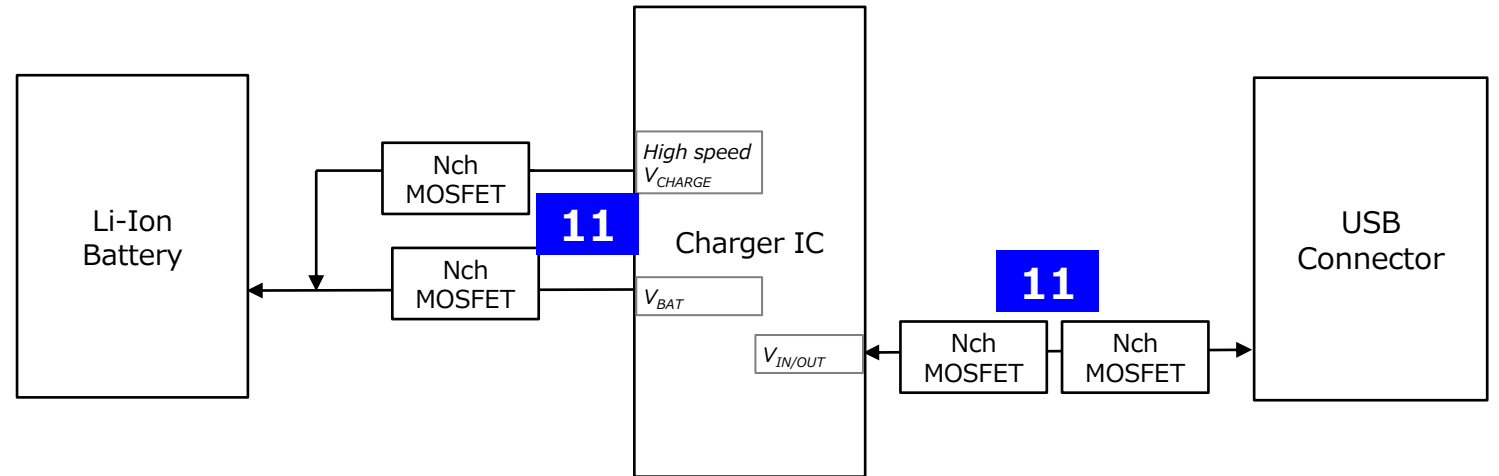 Li-Ion
Battery
Nch
MOSFET
Nch
MOSFET
11
High speed
VCHARGE
Charger IC
VBAT
VIN/OUT
11
Nch
MOSFET
Nch
MOSFET
USB
Connector